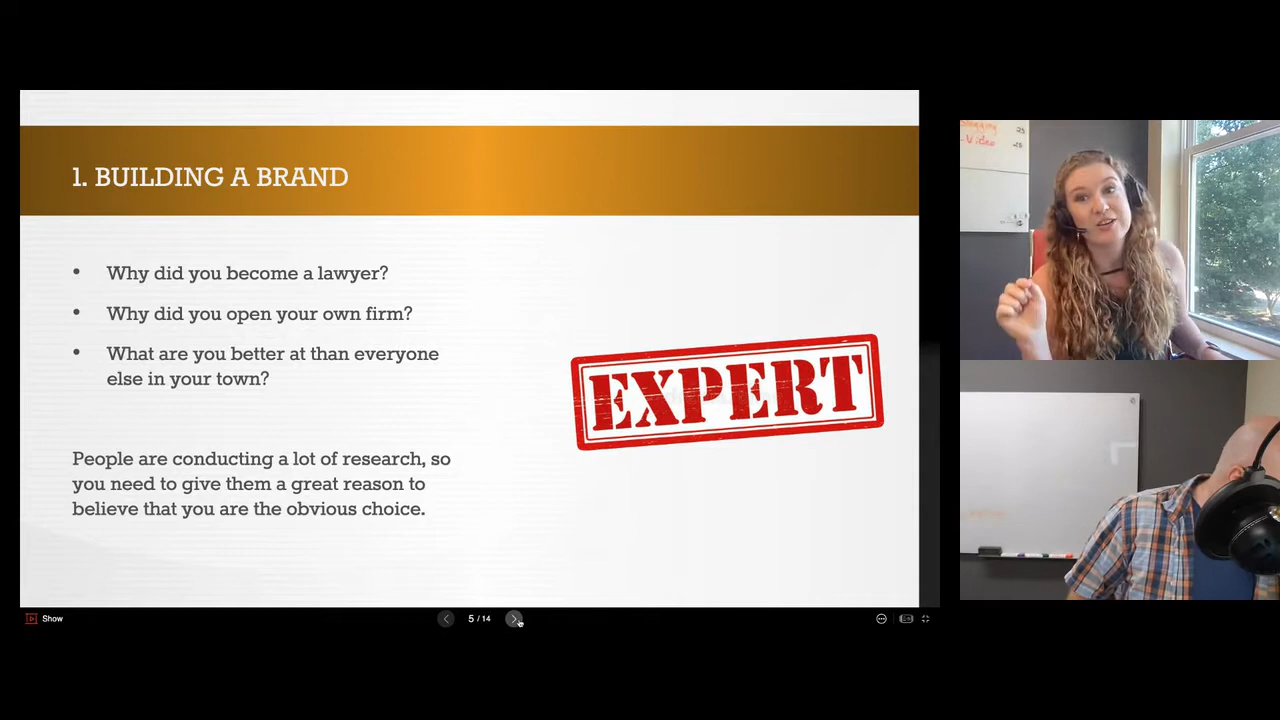 1. BUILDING A BRAND
• Why did you become a lawyer?
• Why did you open your own firm?
• What are you better at than everyone
else in your town?
People are conducting a lot of research, so
you need to give them a great reason to
believe that you are the obvious choice.
EXPERT
Show
5 / 14
Video